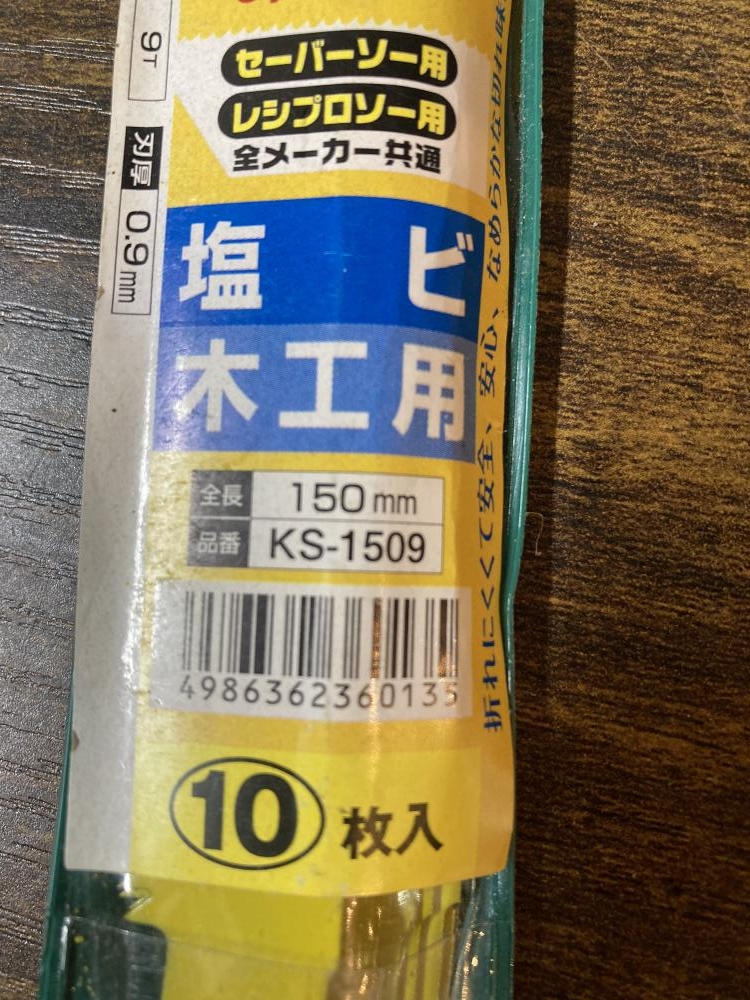 セーバーソー用
レシプロソー用
全メーカー共通
9T
刃厚 0.9mm
塩ビ
木工用
全長 150mm
品番 KS-1509
4986362360135
10枚入
折れにくくて安全、安心、なめらかな切れ味